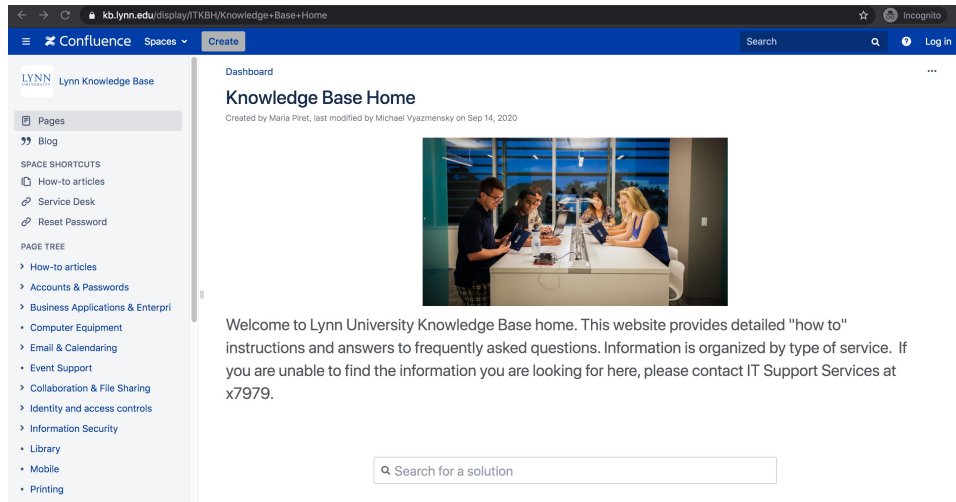 kb.lynn.edu/display/ITKBH/Knowledge+Base+Home
Incognito
Confluence Spaces Create Search ? Log in
LYNN UNIVERSITY
Lynn Knowledge Base
Pages
Blog
SPACE SHORTCUTS
How-to articles
Service Desk
Reset Password
PAGE TREE
How-to articles
Accounts & Passwords
Business Applications & Enterpri
Computer Equipment
Email & Calendaring
Event Support
Collaboration & File Sharing
Identity and access controls
Information Security
Library
Mobile
Printing
Dashboard
Knowledge Base Home
Created by Maria Piret, last modified by Michael Vyazmensky on Sep 14, 2020
Welcome to Lynn University Knowledge Base home. This website provides detailed "how to"
instructions and answers to frequently asked questions. Information is organized by type of service. If
you are unable to find the information you are looking for here, please contact IT Support Services at
x7979.
Search for a solution